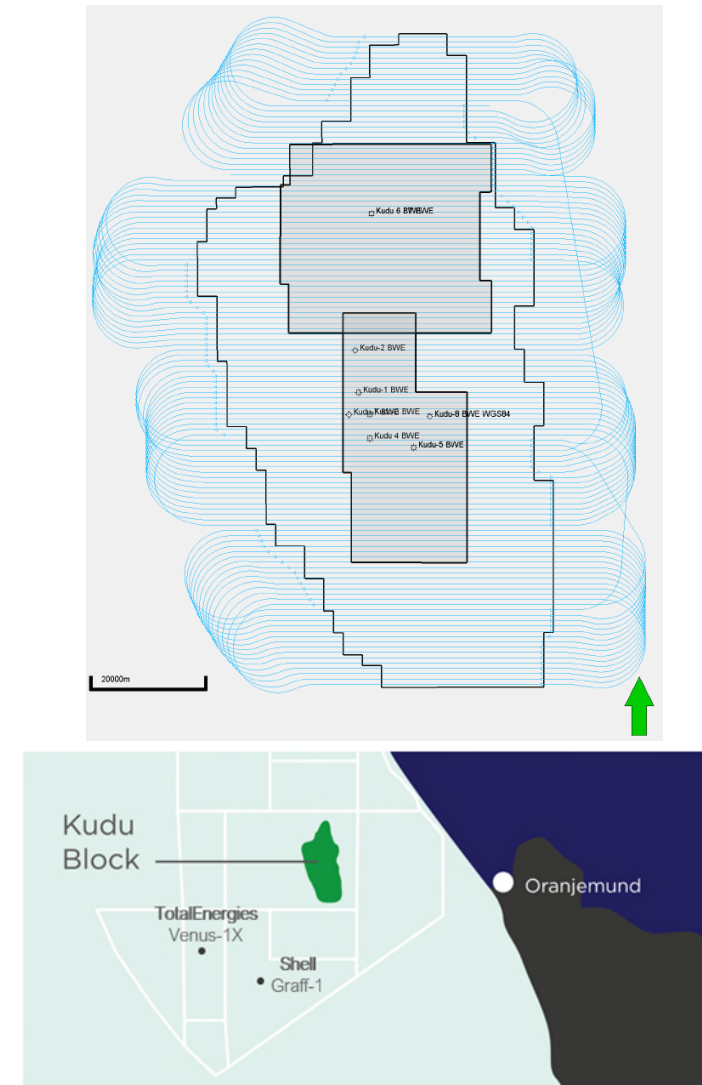 Kudu 6
BWE
Kudu-2 BWE
Kudu-1 BWE
BWE
Kudu-8 BWE WGS84
Kudu 4 BWE
Kudu-5 BWE
20000m
Kudu
Block
TotalEnergies
Venus-1X
Shell
Graff-1
Oranjemund